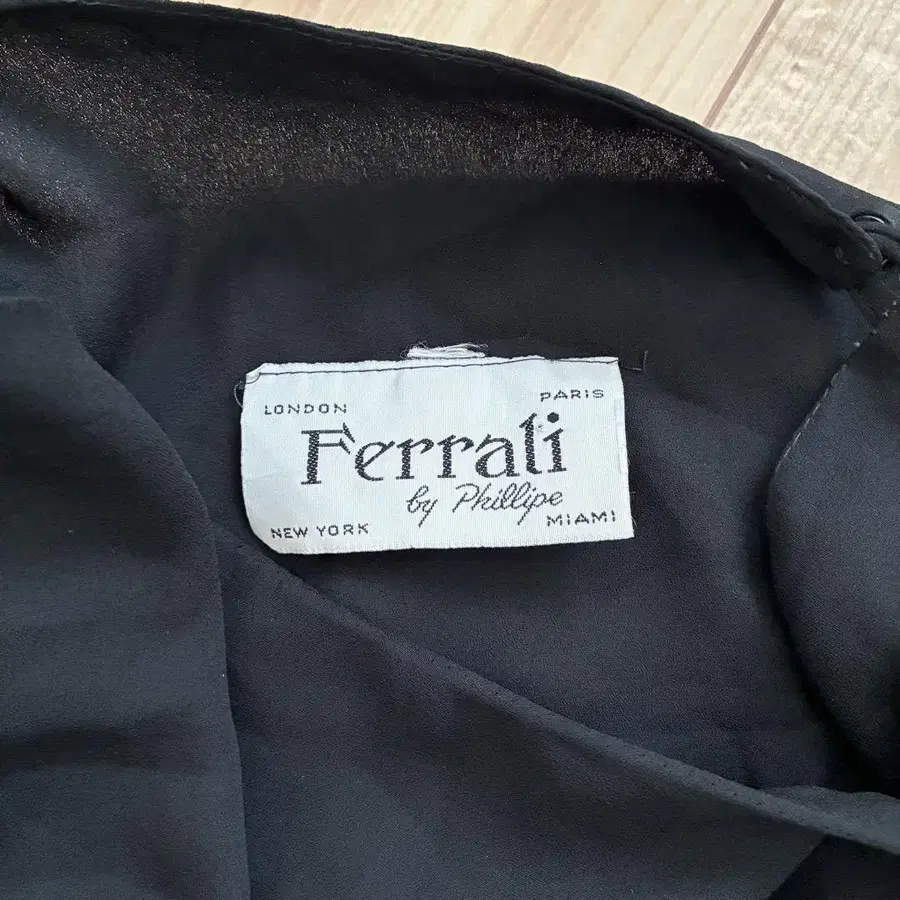 LONDON PARIS
Ferrali
by Phillipe
NEW YORK MIAMI